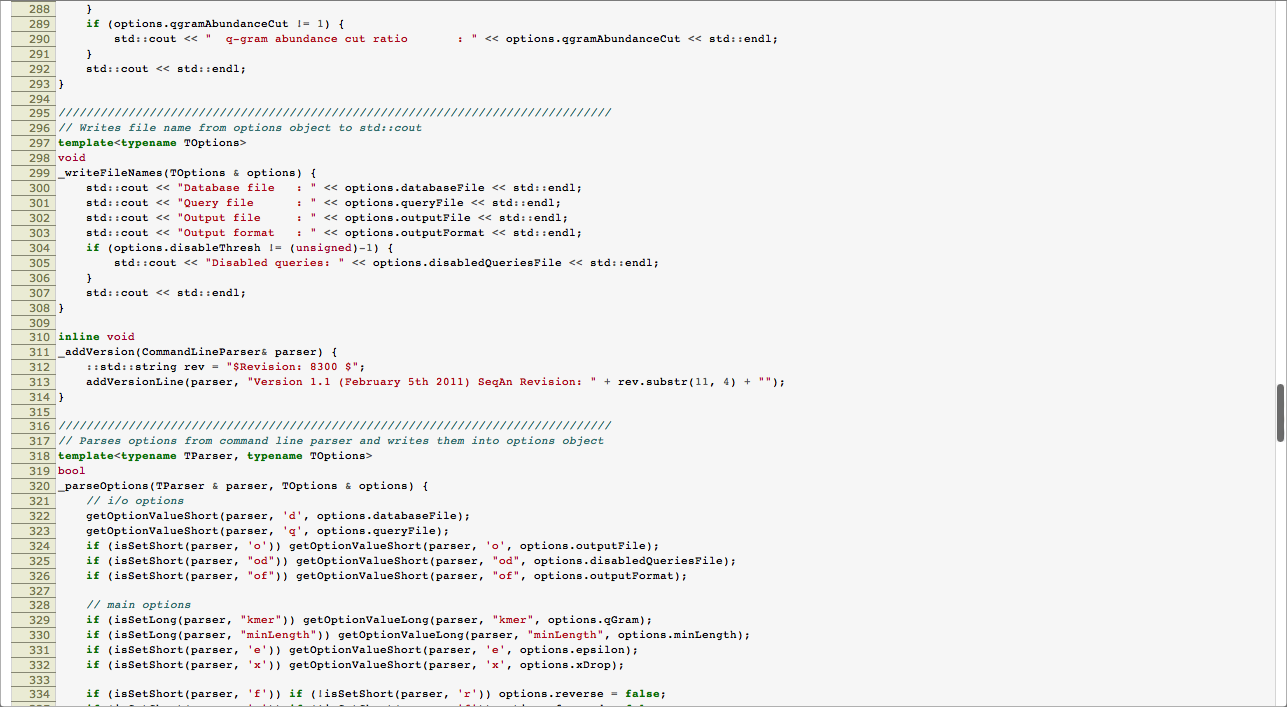 288         }
289         if (options.qgramAbundanceCut != 1) {
290             std::cout << "  q-gram abundance cut ratio       : " << options.qgramAbundanceCut << std::endl;
291         }
292         std::cout << std::endl;
293     }
294
295     ///////////////////////////////////////////////////////////////////////////////
296     // Writes file name from options object to std::cout
297     template<typename TOptions>
298     void
299     _writeFileNames(TOptions & options) {
300         std::cout << "Database file   : " << options.databaseFile << std::endl;
301         std::cout << "Query file      : " << options.queryFile << std::endl;
302         std::cout << "Output file     : " << options.outputFile << std::endl;
303         std::cout << "Output format   : " << options.outputFormat << std::endl;
304         if (options.disableThresh != (unsigned)-1) {
305             std::cout << "Disabled queries: " << options.disabledQueriesFile << std::endl;
306         }
307         std::cout << std::endl;
308     }
309
310     inline void
311     _addVersion(CommandLineParser& parser) {
312         ::std::string rev = "$Revision: 8300 $";
313         addVersionLine(parser, "Version 1.1 (February 5th 2011) SeqAn Revision: " + rev.substr(11, 4) + "");
314     }
315
316     ///////////////////////////////////////////////////////////////////////////////
317     // Parses options from command line parser and writes them into options object
318     template<typename TParser, typename TOptions>
319     bool
320     _parseOptions(TParser & parser, TOptions & options) {
321         // i/o options
322         getOptionValueShort(parser, 'd', options.databaseFile);
323         getOptionValueShort(parser, 'q', options.queryFile);
324         if (isSetShort(parser, 'o')) getOptionValueShort(parser, 'o', options.outputFile);
325         if (isSetShort(parser, "od")) getOptionValueShort(parser, "od", options.disabledQueriesFile);
326         if (isSetShort(parser, "of")) getOptionValueShort(parser, "of", options.outputFormat);
327
328         // main options
329         if (isSetLong(parser, "kmer")) getOptionValueLong(parser, "kmer", options.qGram);
330         if (isSetLong(parser, "minLength")) getOptionValueLong(parser, "minLength", options.minLength);
331         if (isSetShort(parser, 'e')) getOptionValueShort(parser, 'e', options.epsilon);
332         if (isSetShort(parser, 'x')) getOptionValueShort(parser, 'x', options.xDrop);
333
334         if (isSetShort(parser, 'f')) if (!isSetShort(parser, 'r')) options.reverse = false;